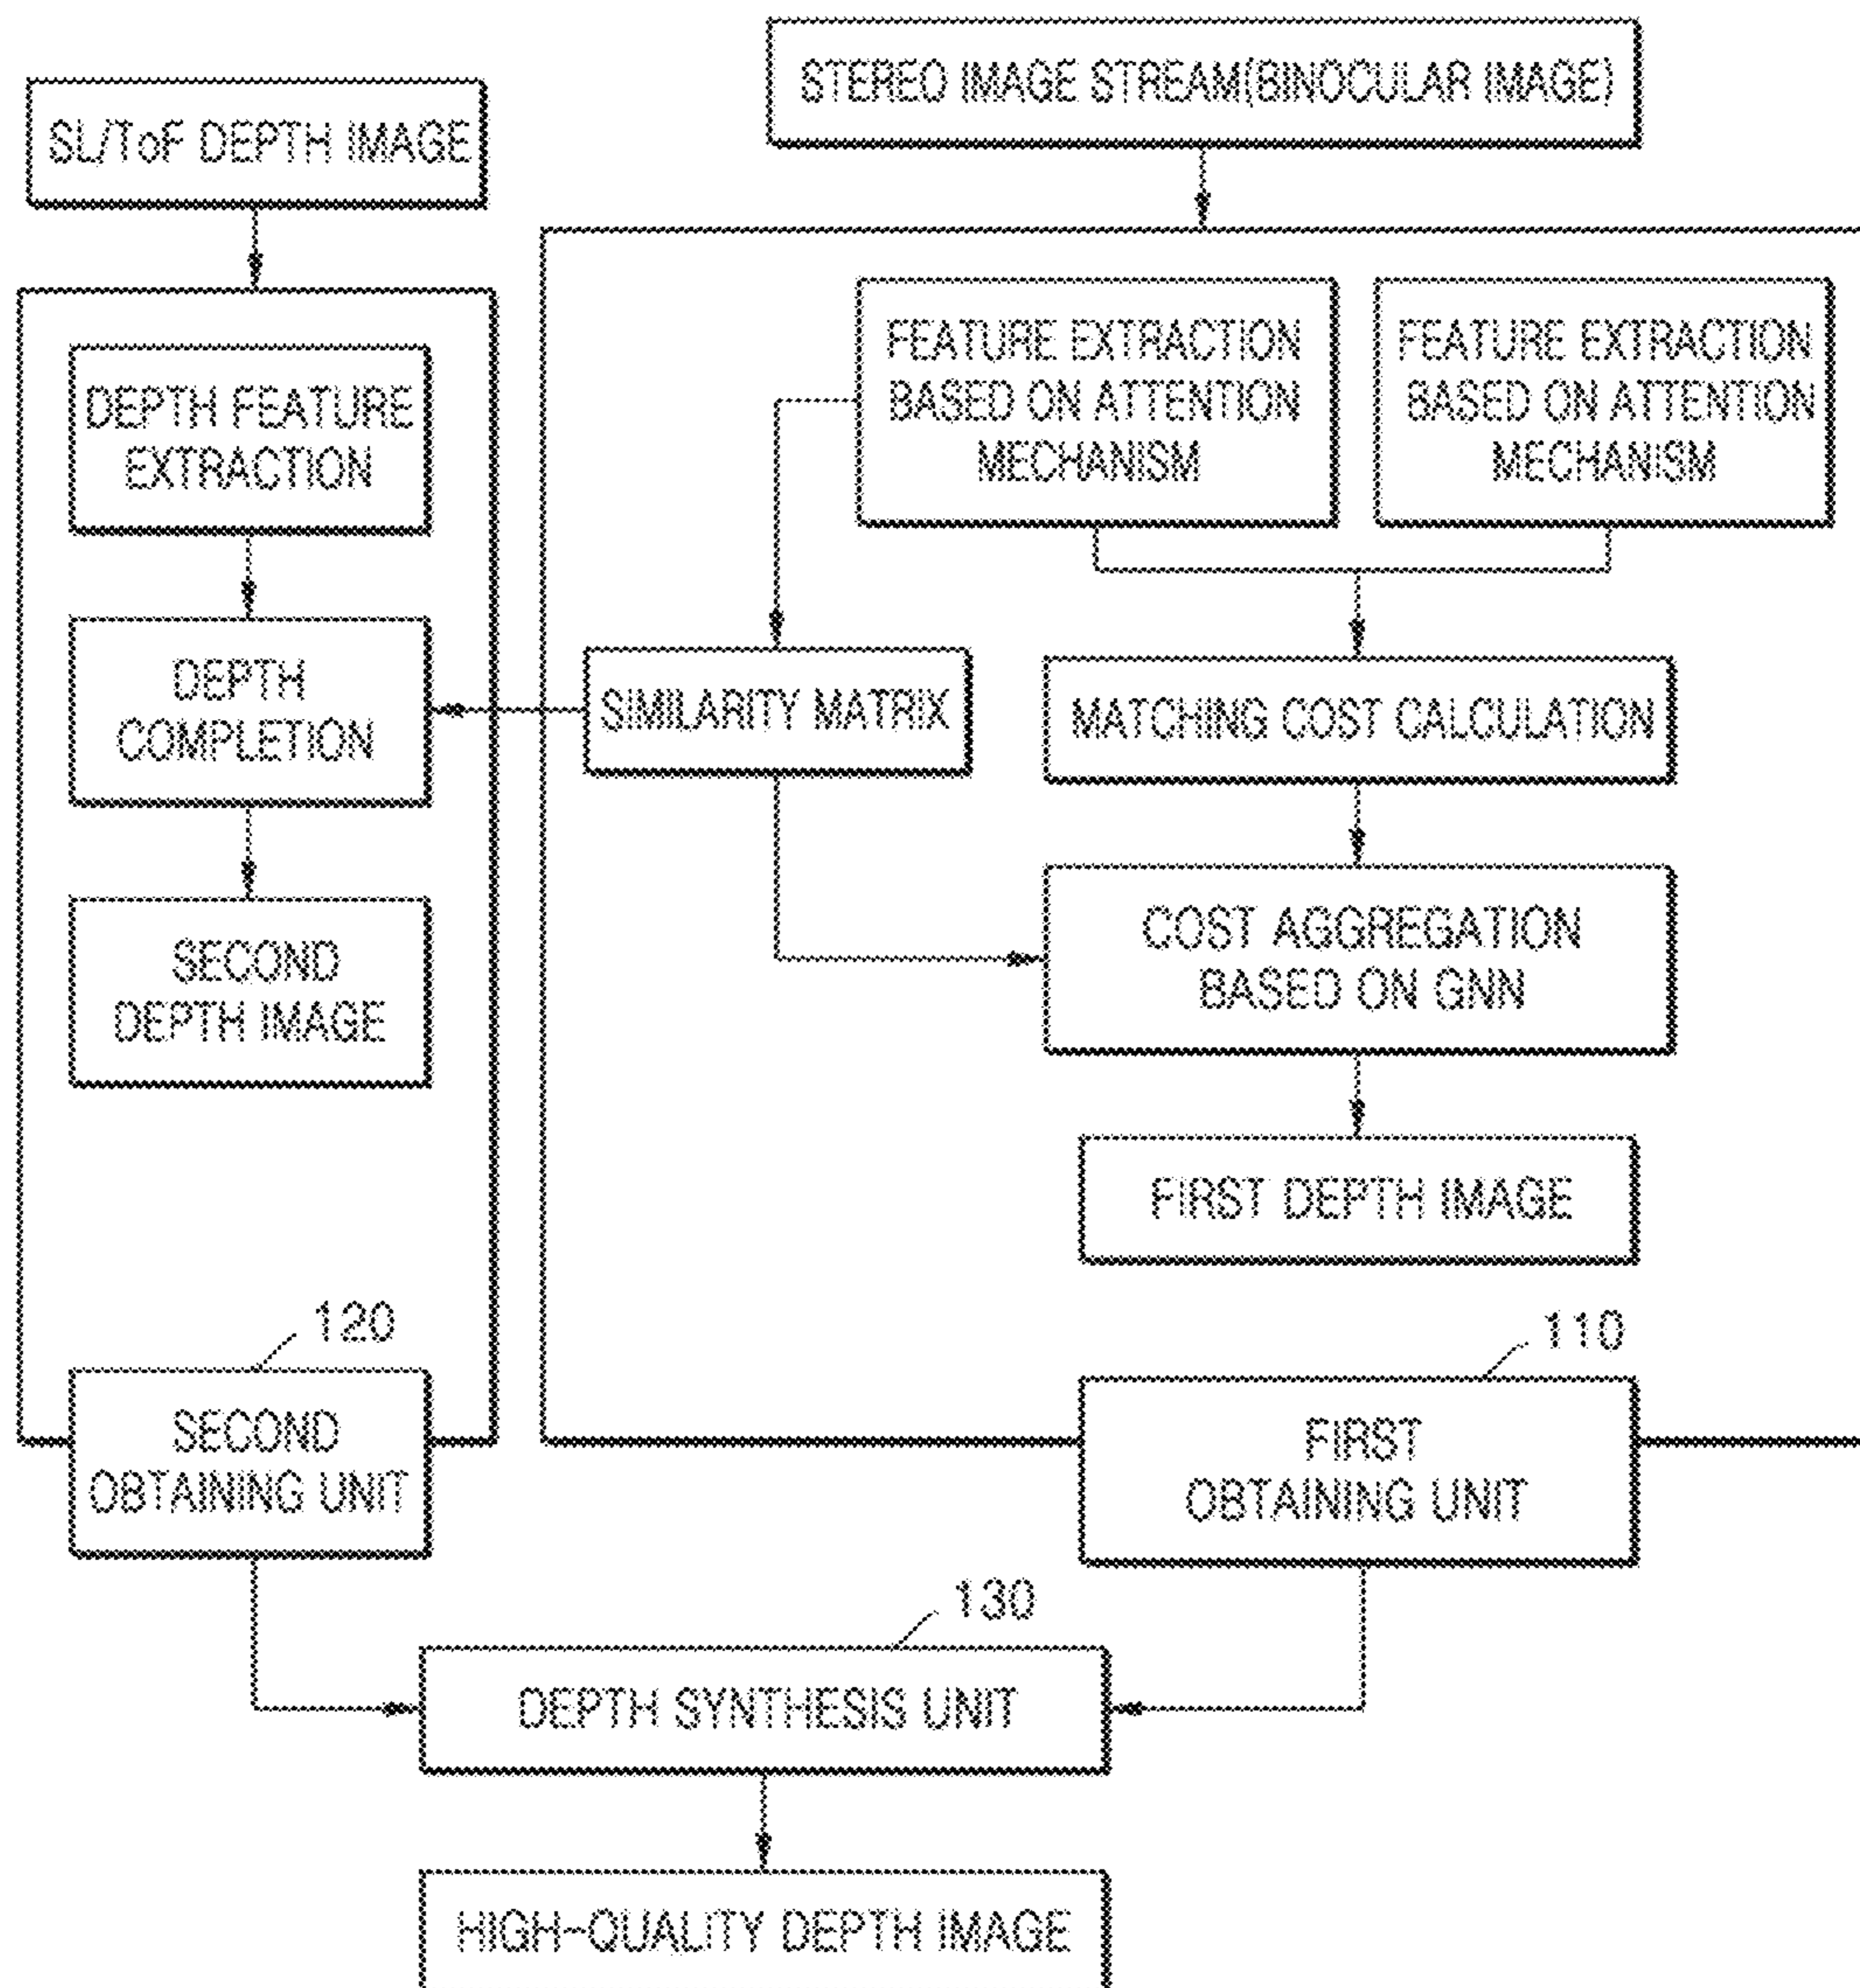 STEREO IMAGE STREAM(BINOCULAR IMAGE)
SL/ToF DEPTH IMAGE
DEPTH FEATURE
EXTRACTION
FEATURE EXTRACTION
BASED ON ATTENTION
MECHANISM
FEATURE EXTRACTION
BASED ON ATTENTION
MECHANISM
DEPTH
COMPLETION
SIMILARITY MATRIX
MATCHING COST CALCULATION
SECOND
DEPTH IMAGE
COST AGGREGATION
BASED ON GNN
FIRST DEPTH IMAGE
120
SECOND
OBTAINING UNIT
110
FIRST
OBTAINING UNIT
130
DEPTH SYNTHESIS UNIT
HIGH-QUALITY DEPTH IMAGE